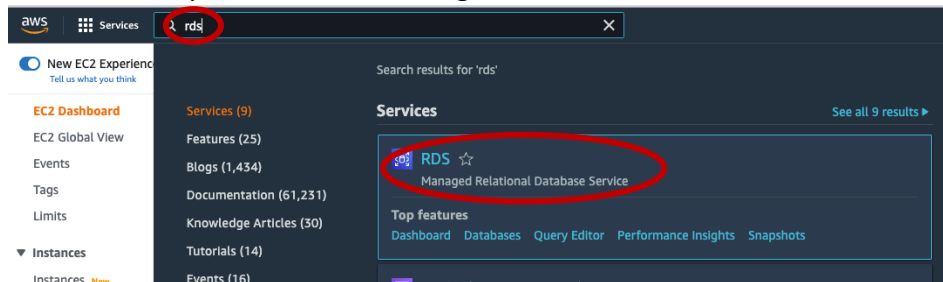 aws Services rds
New EC2 Experienc
Tell us what you think
EC2 Dashboard
EC2 Global View
Events
Tags
Limits
Instances
Instances New
Search results for 'rds'
Services (9)
Features (25)
Blogs (1,434)
Documentation (61,231)
Knowledge Articles (30)
Tutorials (14)
Events (16)
Services See all 9 results
RDS
Managed Relational Database Service
Top features
Dashboard Databases Query Editor Performance Insights Snapshots